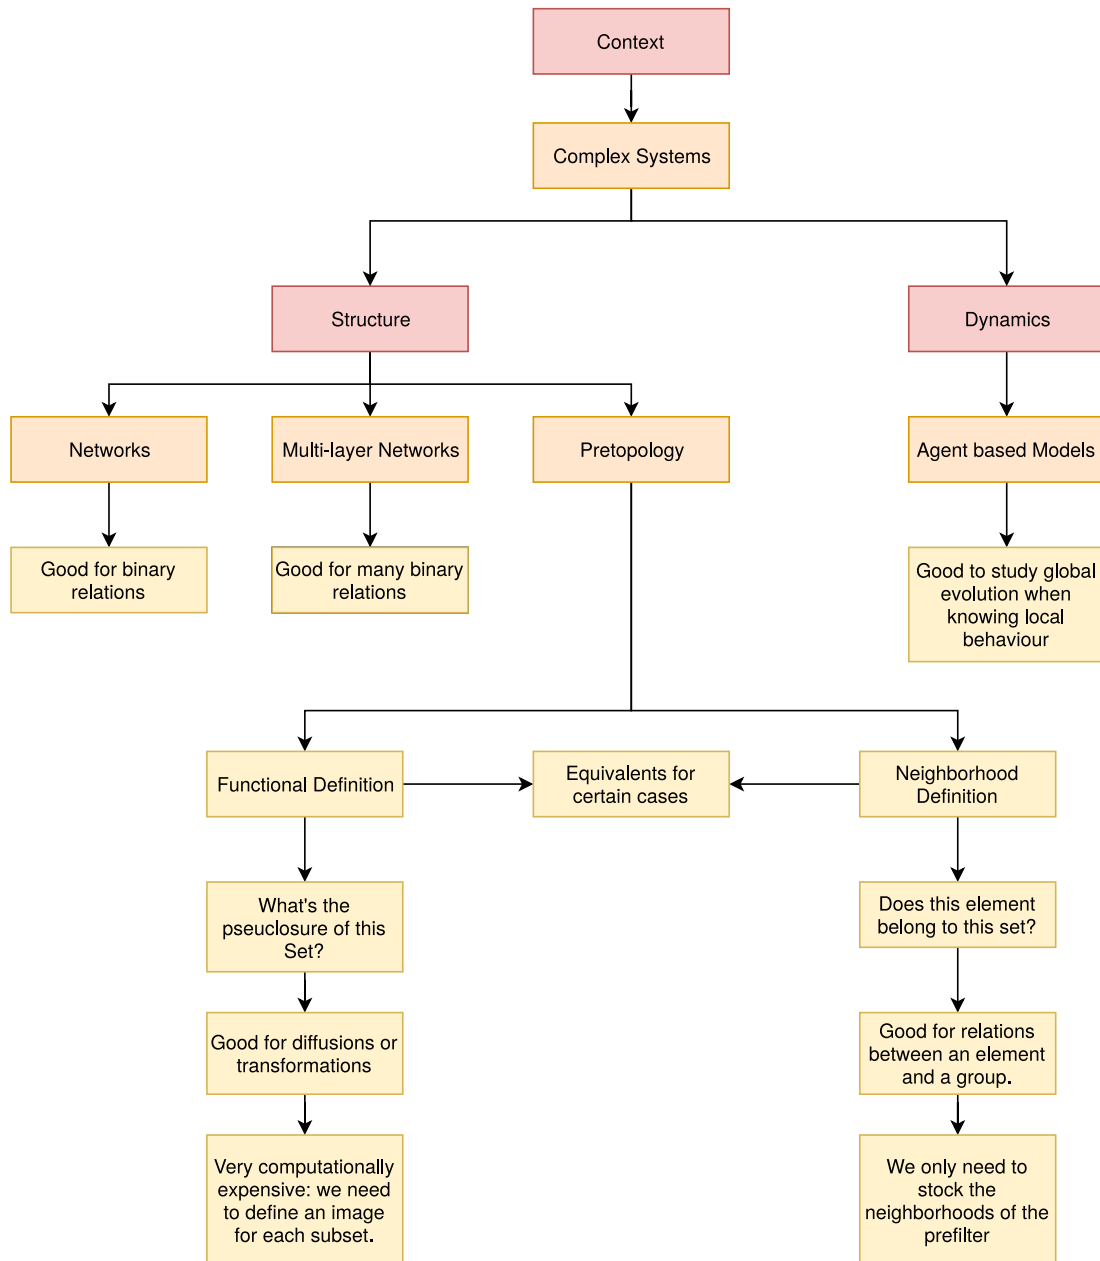 Context
Complex Systems
Structure
Dynamics
Networks
Multi-layer Networks
Pretopology
Agent based Models
Good for binary
relations
Good for many binary
relations
Good to study global
evolution when
knowing local
behaviour
Functional Definition
Equivalents for
certain cases
Neighborhood
Definition
What's the
pseuclosure of this
Set?
Does this element
belong to this set?
Good for diffusions or
transformations
Good for relations
between an element
and a group.
Very computationally
expensive: we need
to define an image
for each subset.
We only need to
stock the
neighborhoods of the
prefilter